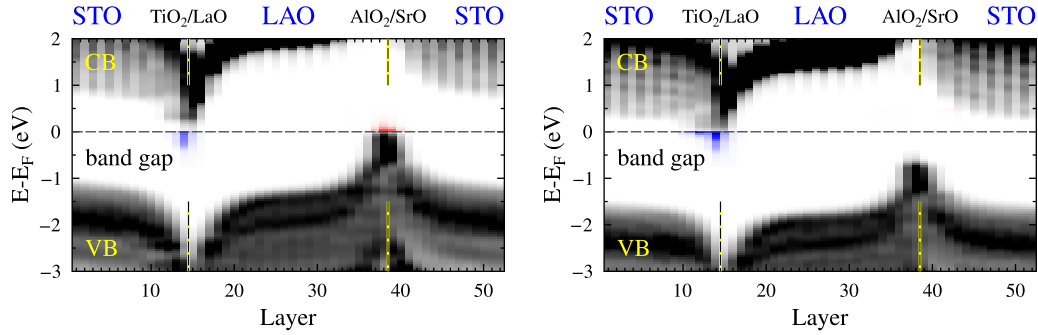 STO TiO₂/LaO LAO AlO₂/SrO STO
2
1
0
−1
−2
−3
E-E_F (eV)
CB
band gap
VB
10 20 30 40 50
Layer
STO TiO₂/LaO LAO AlO₂/SrO STO
2
1
0
−1
−2
−3
E-E_F (eV)
CB
band gap
VB
10 20 30 40 50
Layer